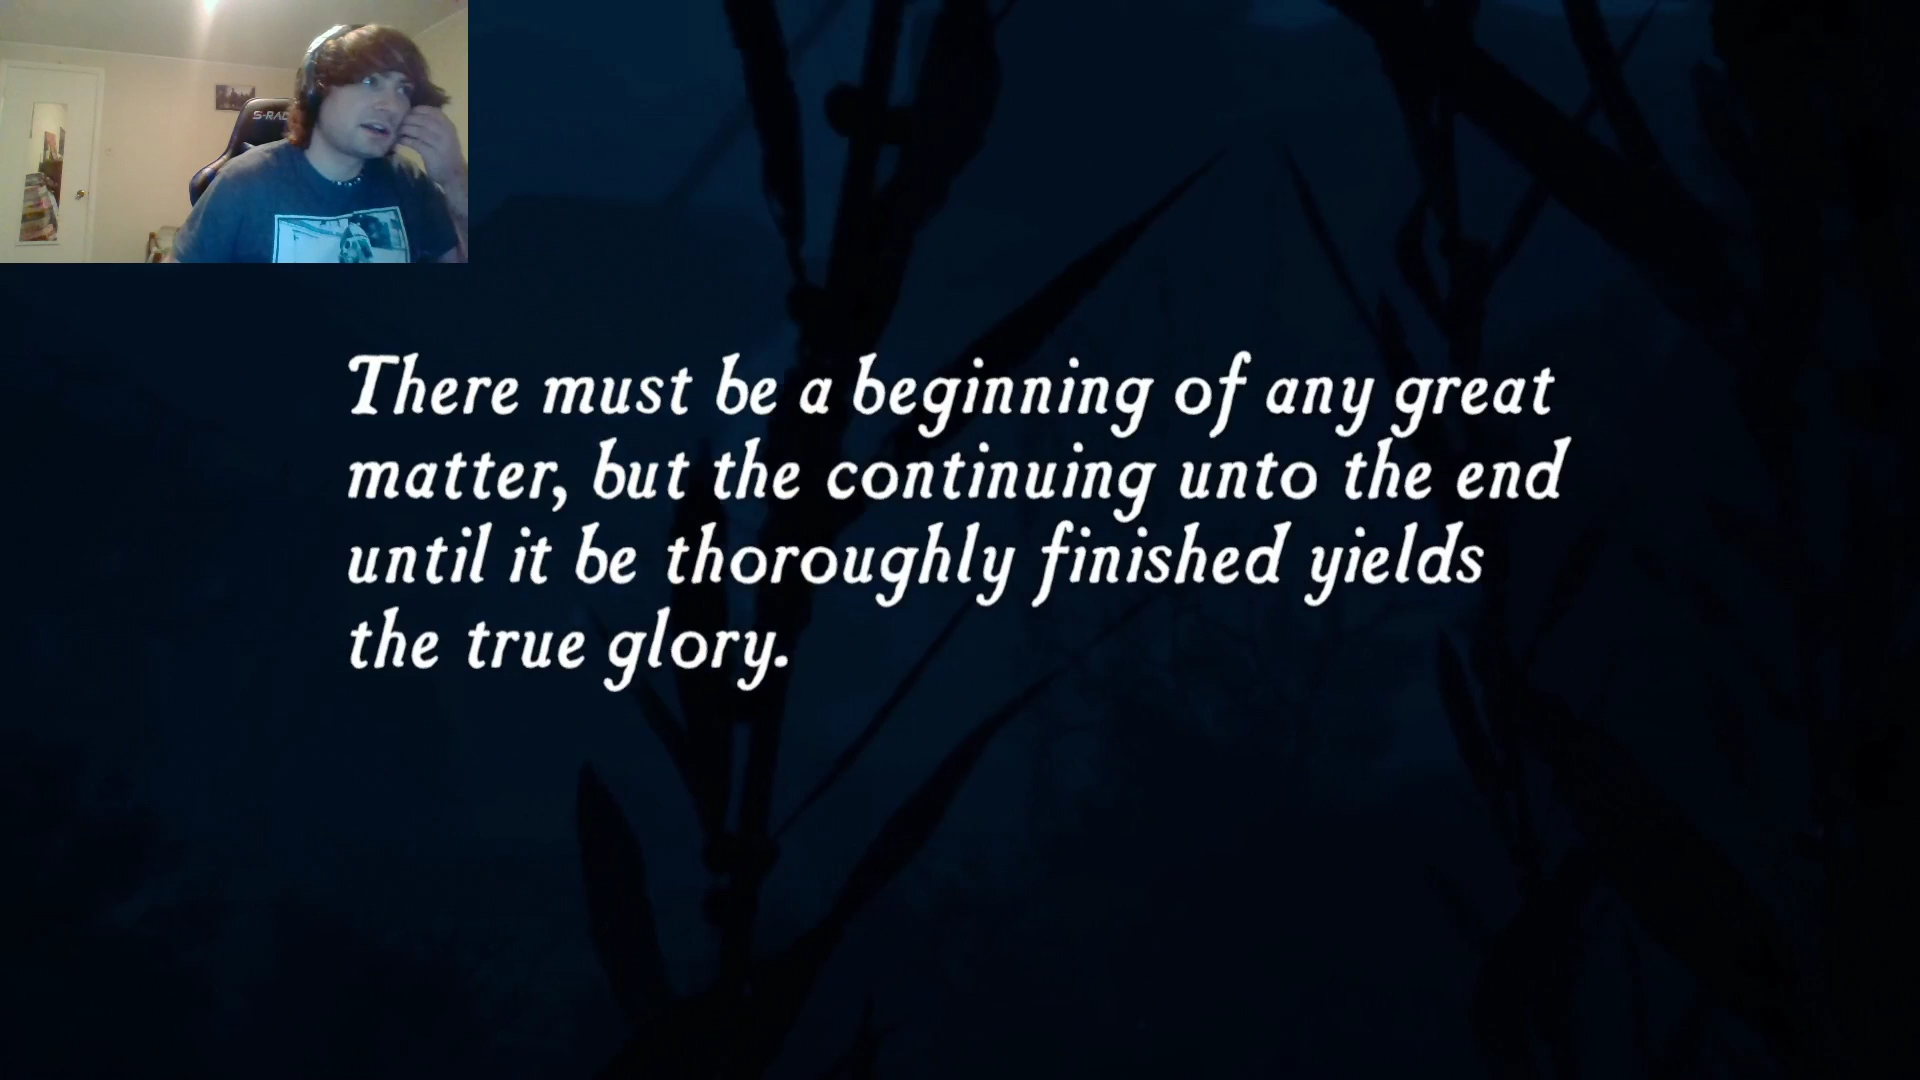 S-RAC
There must be a beginning of any great
matter, but the continuing unto the end
until it be thoroughly finished yields
the true glory.